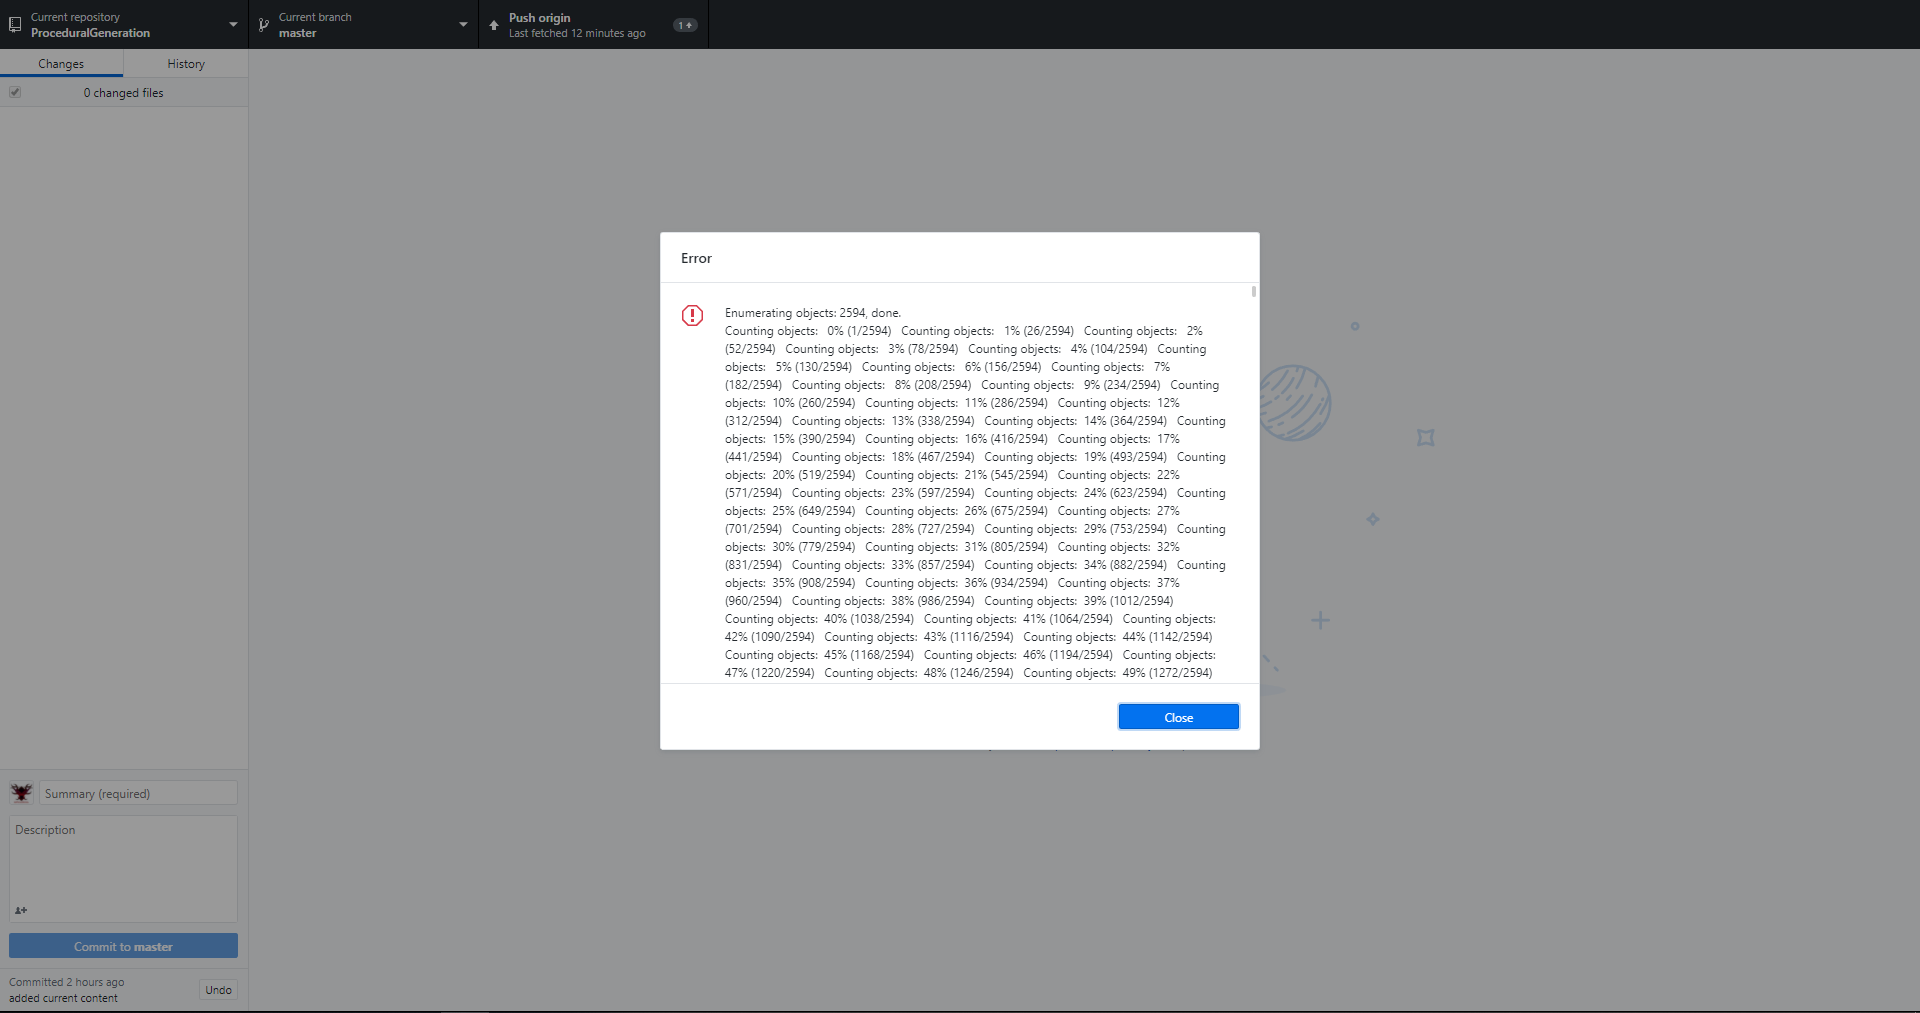 Current repository
ProceduralGeneration
Current branch
master
Push origin
Last fetched 12 minutes ago
1
Changes
History
0 changed files
Error
Enumerating objects: 2594, done.
Counting objects:   0% (1/2594)   Counting objects:   1% (26/2594)   Counting objects:   2%
(52/2594)   Counting objects:   3% (78/2594)   Counting objects:   4% (104/2594)   Counting
objects:   5% (130/2594)   Counting objects:   6% (156/2594)   Counting objects:   7%
(182/2594)   Counting objects:   8% (208/2594)   Counting objects:   9% (234/2594)   Counting
objects:  10% (260/2594)   Counting objects:  11% (286/2594)   Counting objects:  12%
(312/2594)   Counting objects:  13% (338/2594)   Counting objects:  14% (364/2594)   Counting
objects:  15% (390/2594)   Counting objects:  16% (416/2594)   Counting objects:  17%
(441/2594)   Counting objects:  18% (467/2594)   Counting objects:  19% (493/2594)   Counting
objects:  20% (519/2594)   Counting objects:  21% (545/2594)   Counting objects:  22%
(571/2594)   Counting objects:  23% (597/2594)   Counting objects:  24% (623/2594)   Counting
objects:  25% (649/2594)   Counting objects:  26% (675/2594)   Counting objects:  27%
(701/2594)   Counting objects:  28% (727/2594)   Counting objects:  29% (753/2594)   Counting
objects:  30% (779/2594)   Counting objects:  31% (805/2594)   Counting objects:  32%
(831/2594)   Counting objects:  33% (857/2594)   Counting objects:  34% (882/2594)   Counting
objects:  35% (908/2594)   Counting objects:  36% (934/2594)   Counting objects:  37%
(960/2594)   Counting objects:  38% (986/2594)   Counting objects:  39% (1012/2594)
Counting objects:  40% (1038/2594)   Counting objects:  41% (1064/2594)   Counting objects:
42% (1090/2594)   Counting objects:  43% (1116/2594)   Counting objects:  44% (1142/2594)
Counting objects:  45% (1168/2594)   Counting objects:  46% (1194/2594)   Counting objects:
47% (1220/2594)   Counting objects:  48% (1246/2594)   Counting objects:  49% (1272/2594)
Close
Summary (required)
Description
Commit to master
Committed 2 hours ago
added current content
Undo